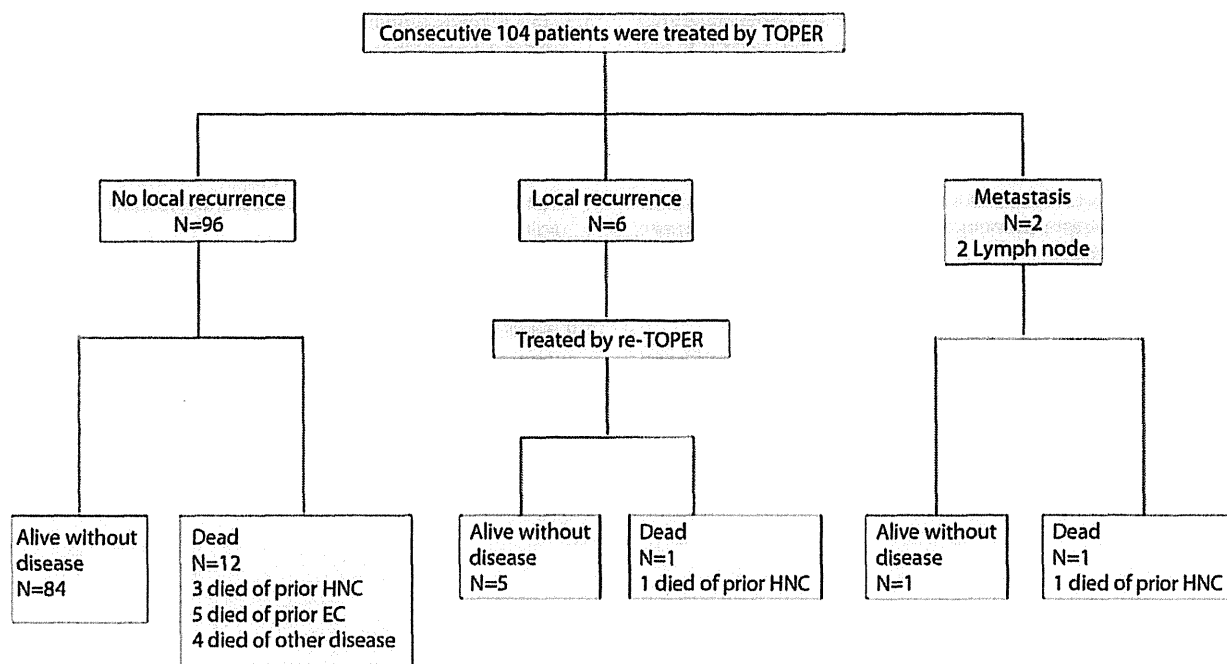 Consecutive 104 patients were treated by TOPER
No local recurrence
N=96
Local recurrence
N=6
Metastasis
N=2
2 Lymph node
Treated by re-TOPER
Alive without
disease
N=84
Dead
N=12
3 died of prior HNC
5 died of prior EC
4 died of other disease
Alive without
disease
N=5
Dead
N=1
1 died of prior HNC
Alive without
disease
N=1
Dead
N=1
1 died of prior HNC